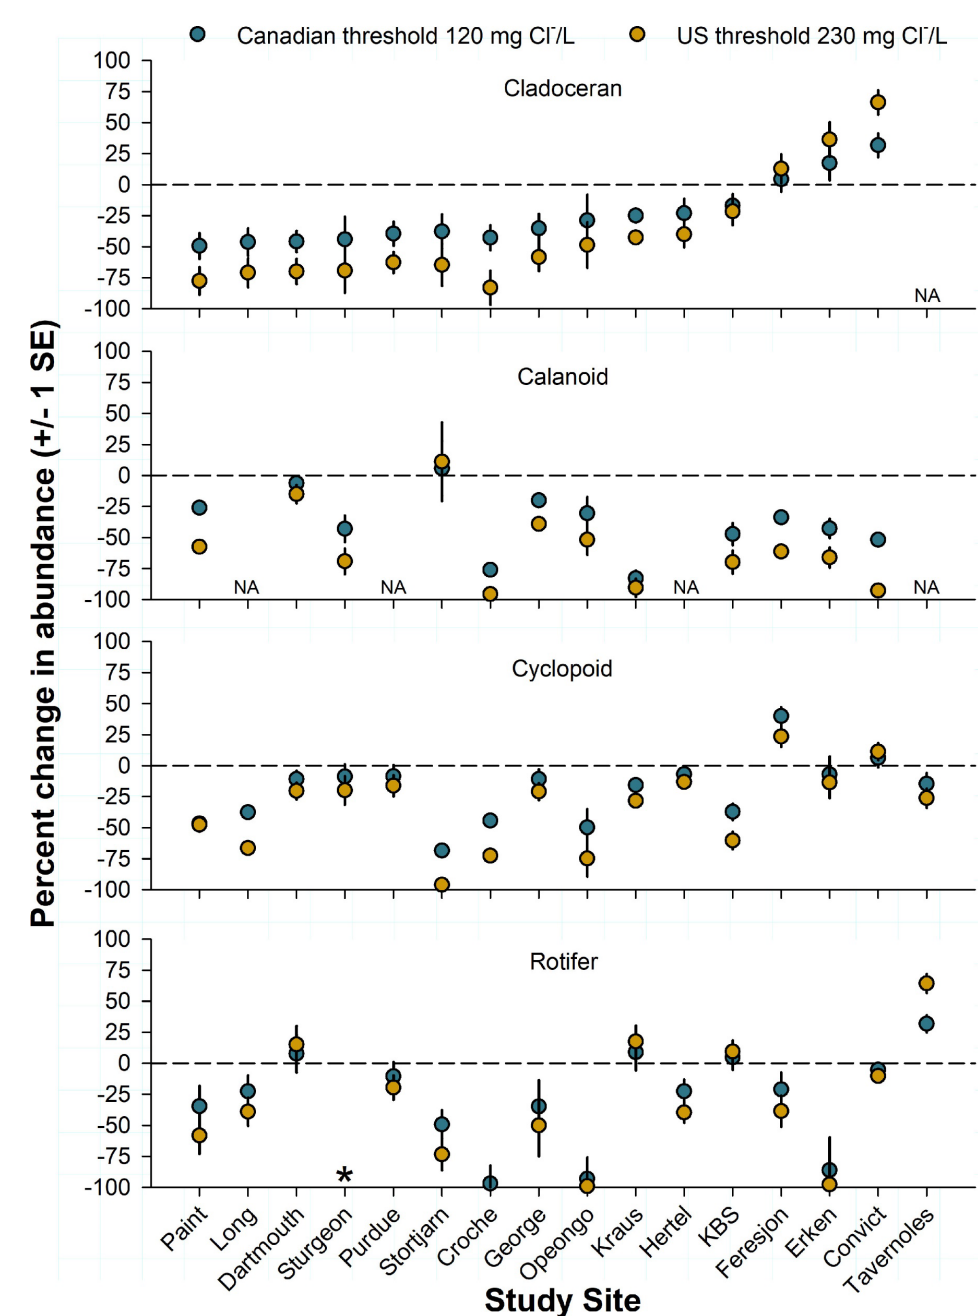 Canadian threshold 120 mg Cl⁻/L US threshold 230 mg Cl⁻/L
Percent change in abundance (+/- 1 SE)
Cladoceran
100
75
50
25
0
-25
-50
-75
-100
NA
Calanoid
100
75
50
25
0
-25
-50
-75
-100
NA NA NA NA
Cyclopoid
100
75
50
25
0
-25
-50
-75
-100
Rotifer
100
75
50
25
0
-25
-50
-75
-100
*
Paint
Long
Dartmouth
Sturgeon
Purdue
Stortjarn
Croche
George
Opeongo
Kraus
Hertel
KBS
Feresjon
Erken
Convict
Tavernoles
Study Site